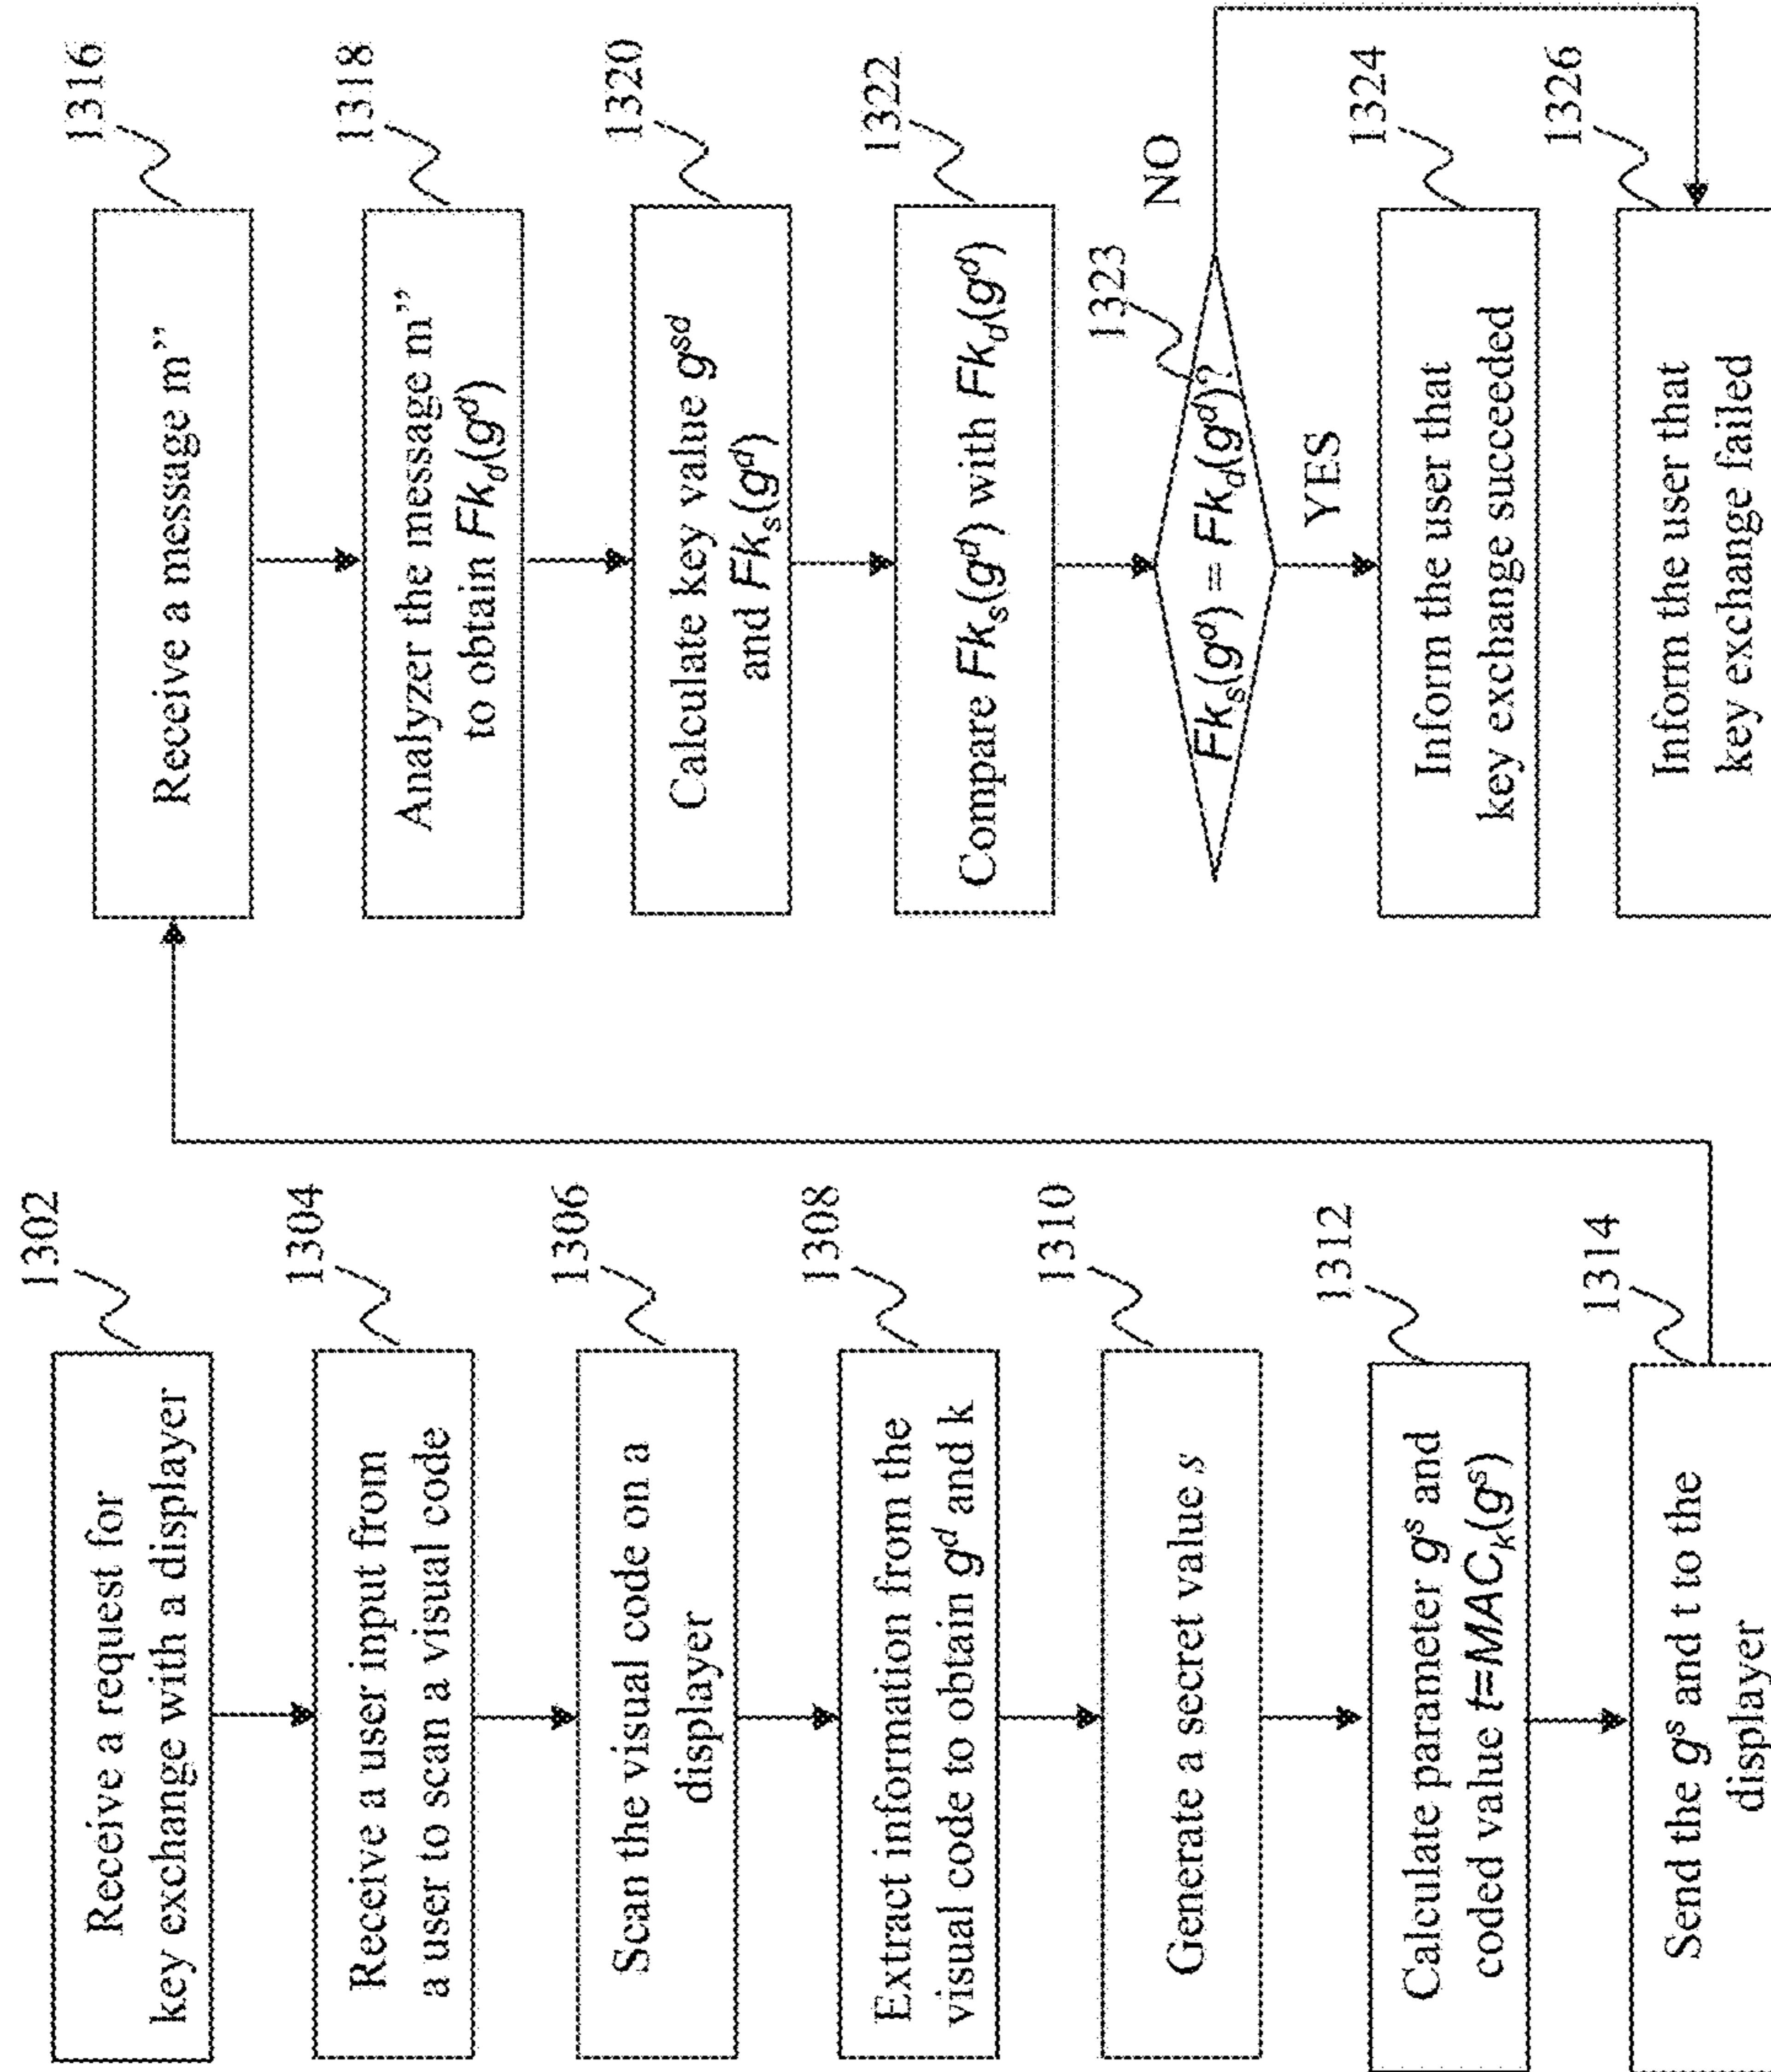 1302
Receive a request for
key exchange with a displayer
1304
Receive a user input from
a user to scan a visual code
1306
Scan the visual code on a
displayer
1308
Extract information from the
visual code to obtain g^d and k
1310
Generate a secret value s
1312
Calculate parameter g^s and
coded value t=MAC_k(g^s)
1314
Send the g^s and t to the
displayer
1316
Receive a message m”
1318
Analyzer the message m”
to obtain Fk_d(g^d)
1320
Calculate key value g^sd
and Fk_s(g^d)
1322
Compare Fk_s(g^d) with Fk_d(g^d)
1323
Fk_s(g^d) = Fk_d(g^d)?
NO
YES
1324
Inform the user that
key exchange succeeded
1326
Inform the user that
key exchange failed